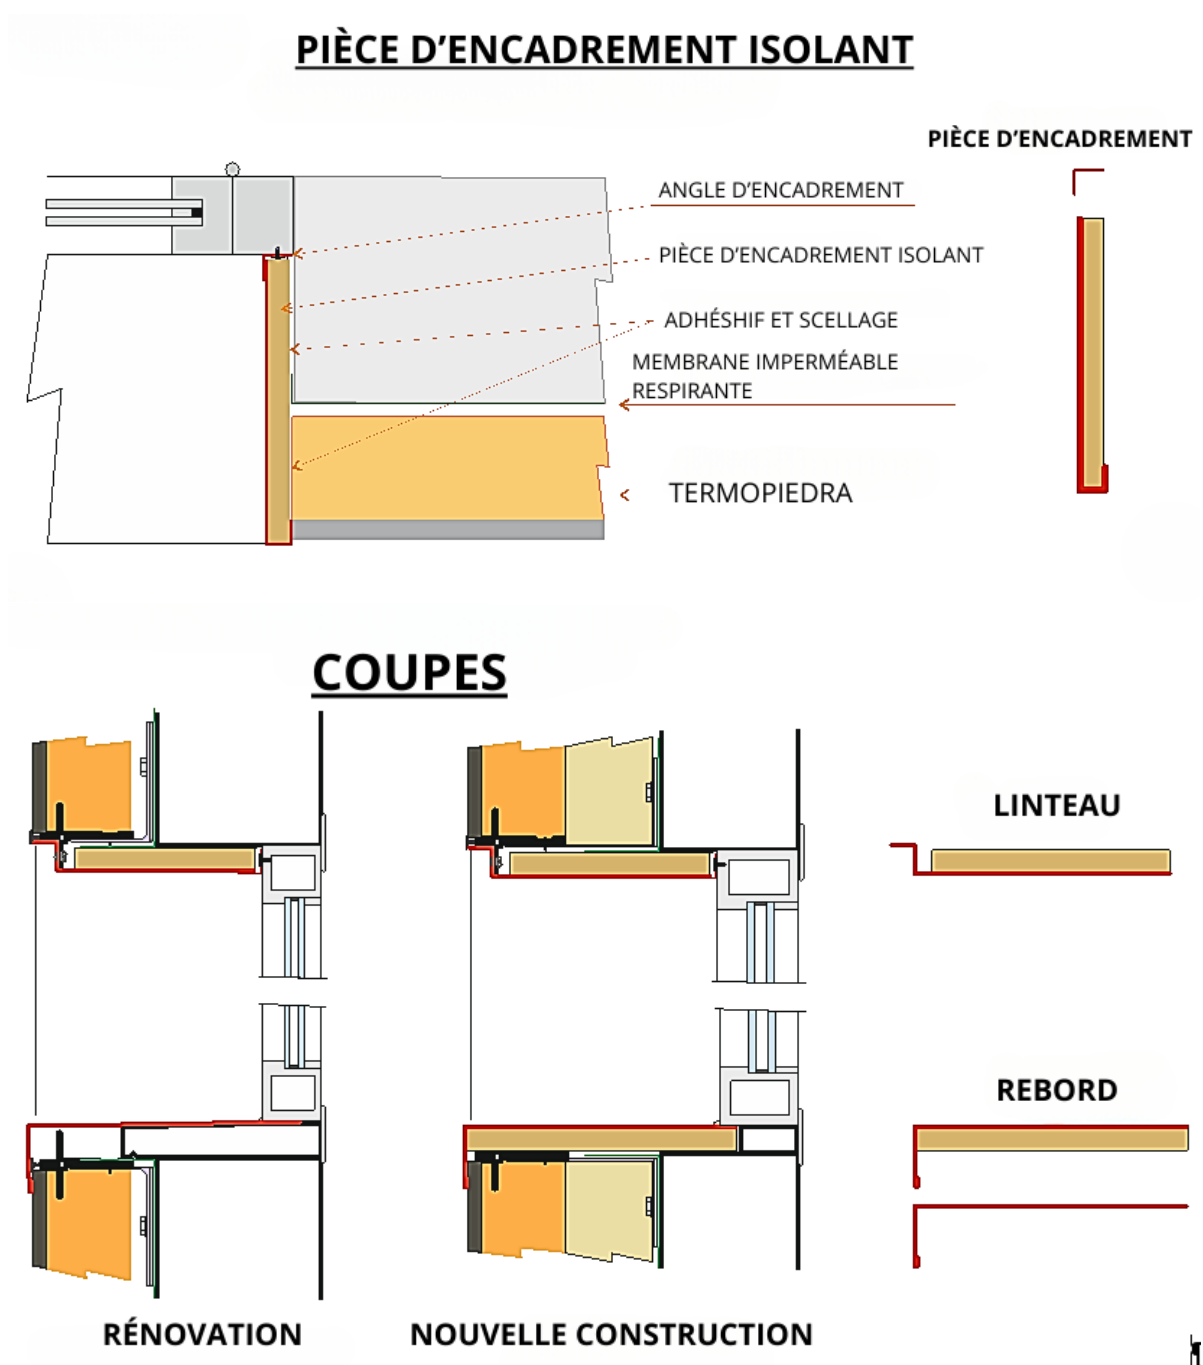 PIÈCE D’ENCADREMENT ISOLANT
PIÈCE D’ENCADREMENT
ANGLE D’ENCADREMENT
PIÈCE D’ENCADREMENT ISOLANT
ADHÉSHIF ET SCELLAGE
MEMBRANE IMPERMÉABLE
RESPIRANTE
TERMOPIEDRA
COUPES
LINTEAU
REBORD
RÉNOVATION
NOUVELLE CONSTRUCTION